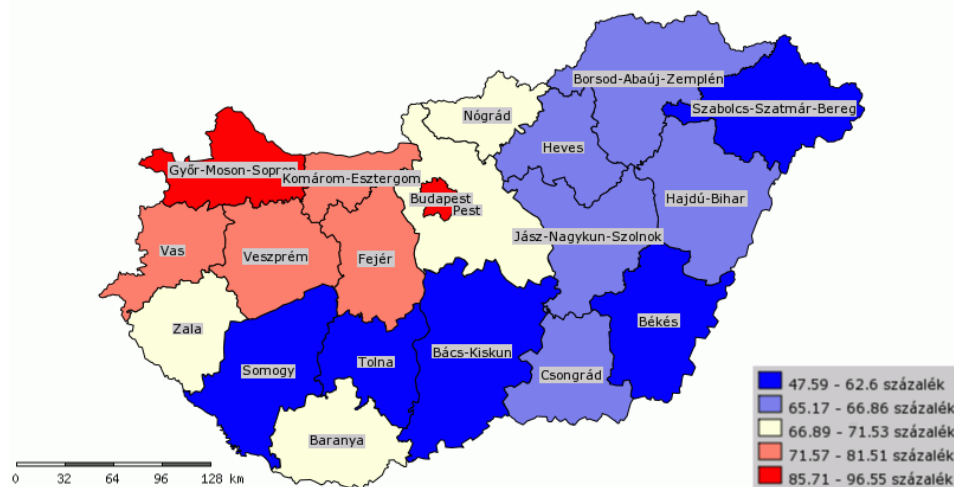 Borsod-Abaúj-Zemplén
Szabolcs-Szatmár-Bereg
Nógrád
Heves
Győr-Moson-Sopron
Komárom-Esztergom
Hajdú-Bihar
Budapest
Pest
Jász-Nagykun-Szolnok
Vas
Veszprém
Fejér
Zala
Békés
Bács-Kiskun
Tolna
Somogy
Csongrád
Baranya
47.59 - 62.6 százalék
65.17 - 66.86 százalék
66.89 - 71.53 százalék
71.57 - 81.51 százalék
85.71 - 96.55 százalék
0 32 64 96 128 km